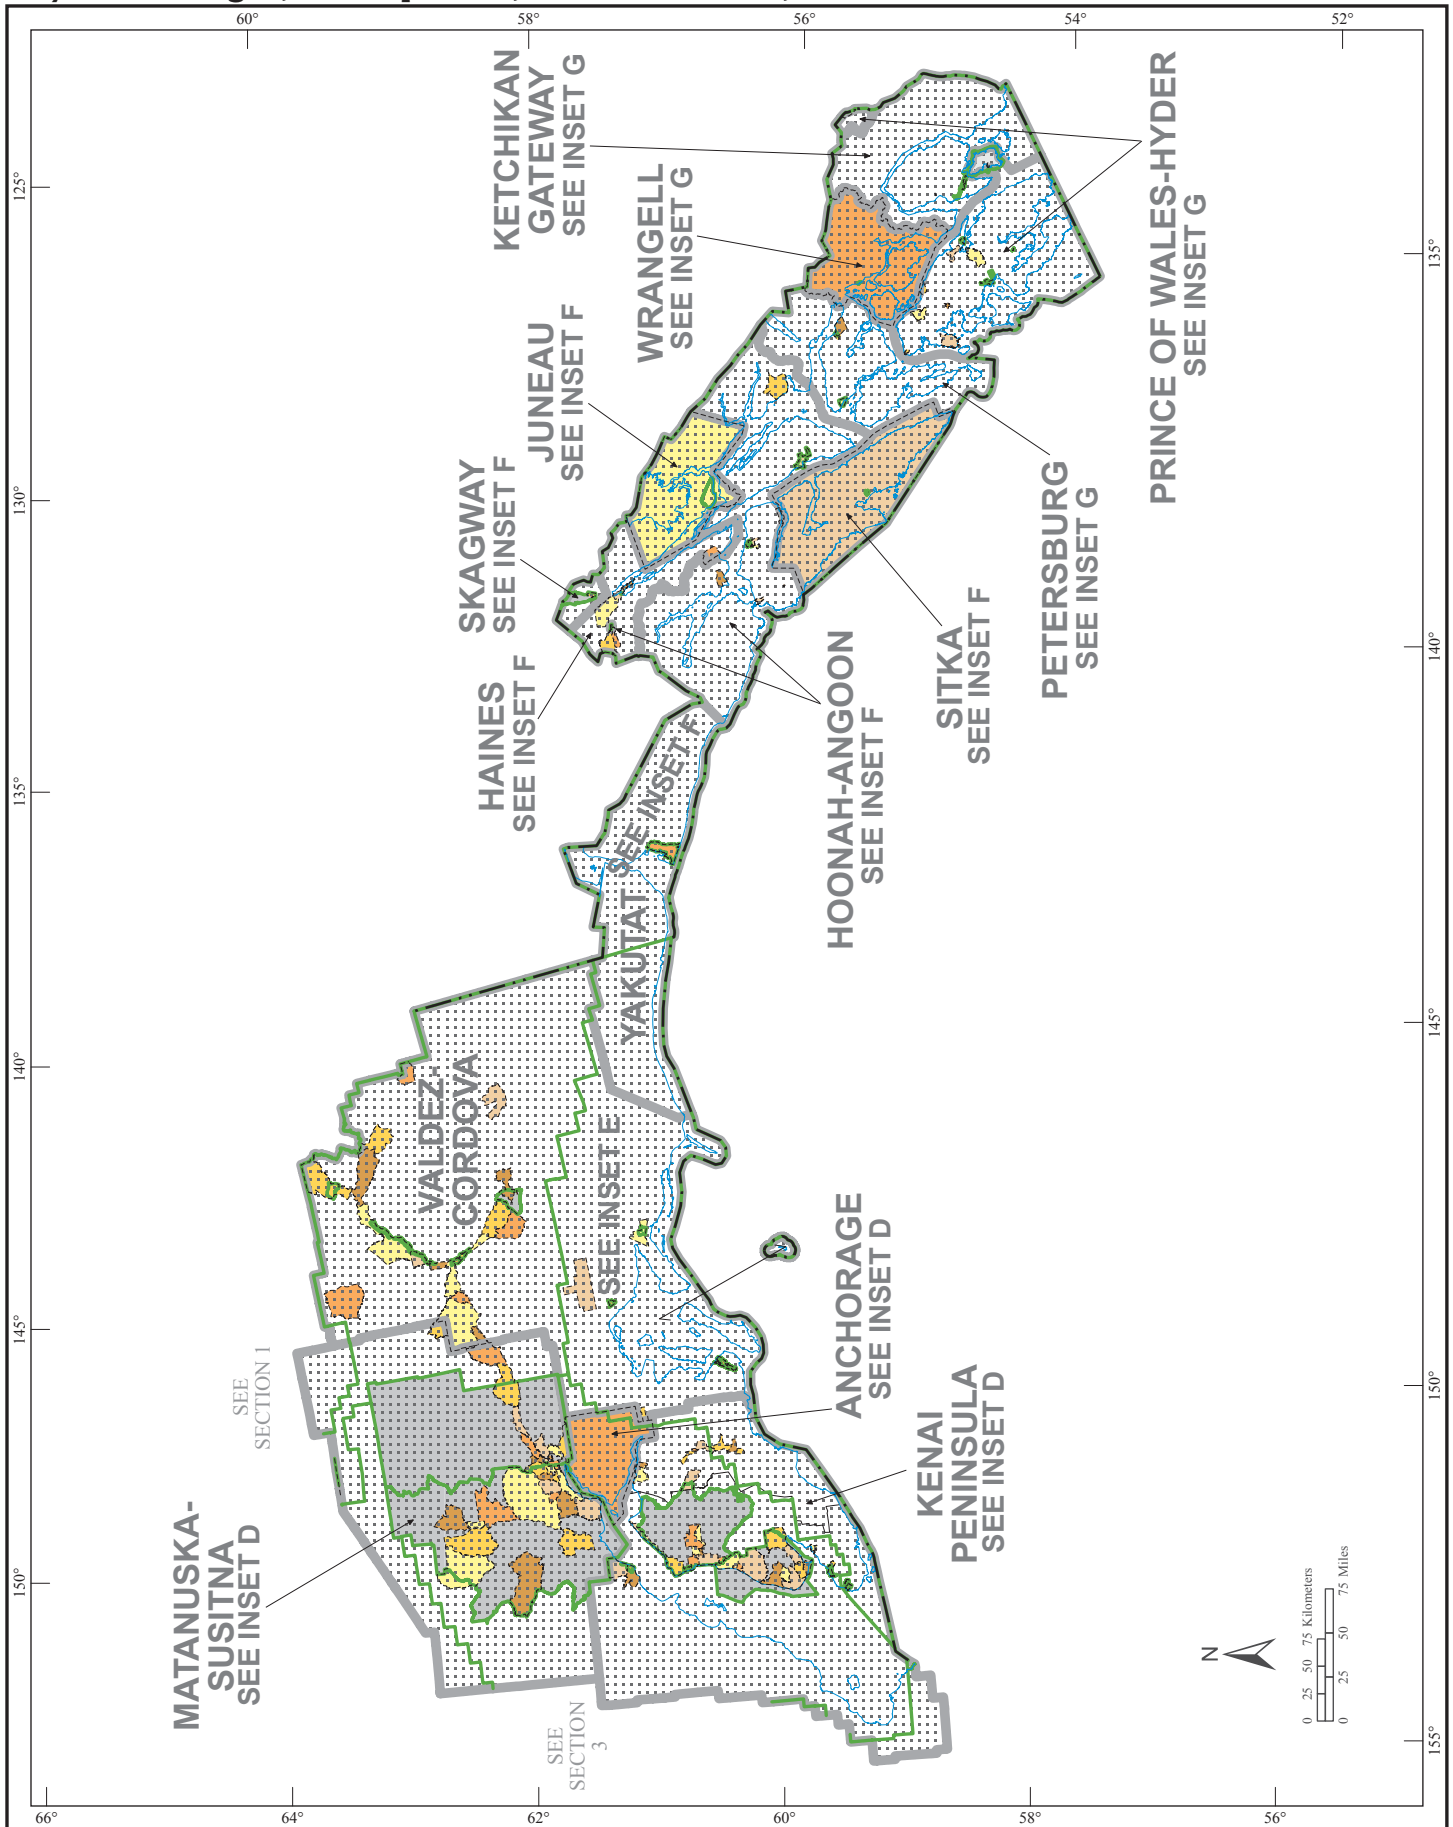 60°
58°
56°
54°
52°
125°
130°
135°
140°
145°
150°
135°
140°
145°
150°
155°
66°
64°
62°
60°
58°
56°
KETCHIKAN
GATEWAY
SEE INSET G
WRANGELL
SEE INSET G
PRINCE OF WALES-HYDER
SEE INSET G
JUNEAU
SEE INSET F
SKAGWAY
SEE INSET F
HAINES
SEE INSET F
PETERSBURG
SEE INSET G
SITKA
SEE INSET F
HOONAH-ANGOON
SEE INSET F
YAKUTAT SEE INSET F
VALDEZ-
CORDOVA
SEE INSET E
ANCHORAGE
SEE INSET D
KENAI
PENINSULA
SEE INSET D
MATANUSKA-
SUSITNA
SEE INSET D
SEE
SECTION 1
SEE
SECTION
3
N
0 25 50 75 Kilometers
0 25 50 75 Miles